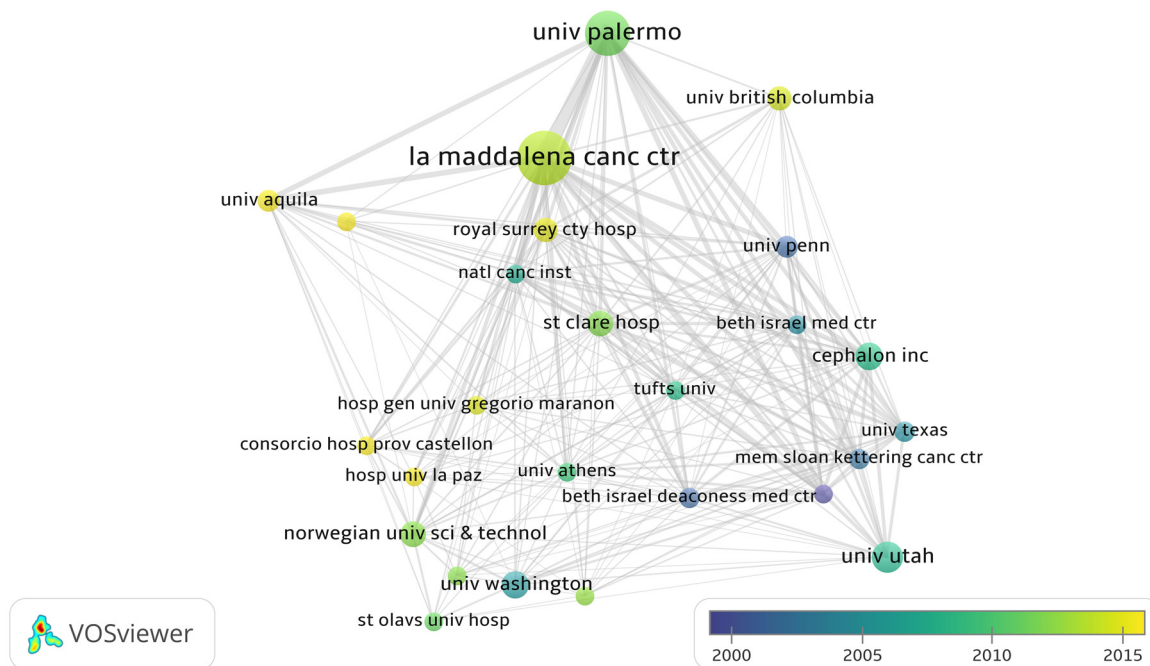 univ palermo
univ british columbia
la maddalena canc ctr
univ aquila
royal surrey cty hosp
univ penn
natl canc inst
st clare hosp
beth israel med ctr
cephalon inc
tufts univ
hosp gen univ gregorio maranon
univ texas
consorcio hosp prov castellon
mem sloan kettering canc ctr
univ athens
hosp univ la paz
beth israel deaconess med ctr
norwegian univ sci & technol
univ utah
univ washington
st olavs univ hosp
VOSviewer
2000 2005 2010 2015